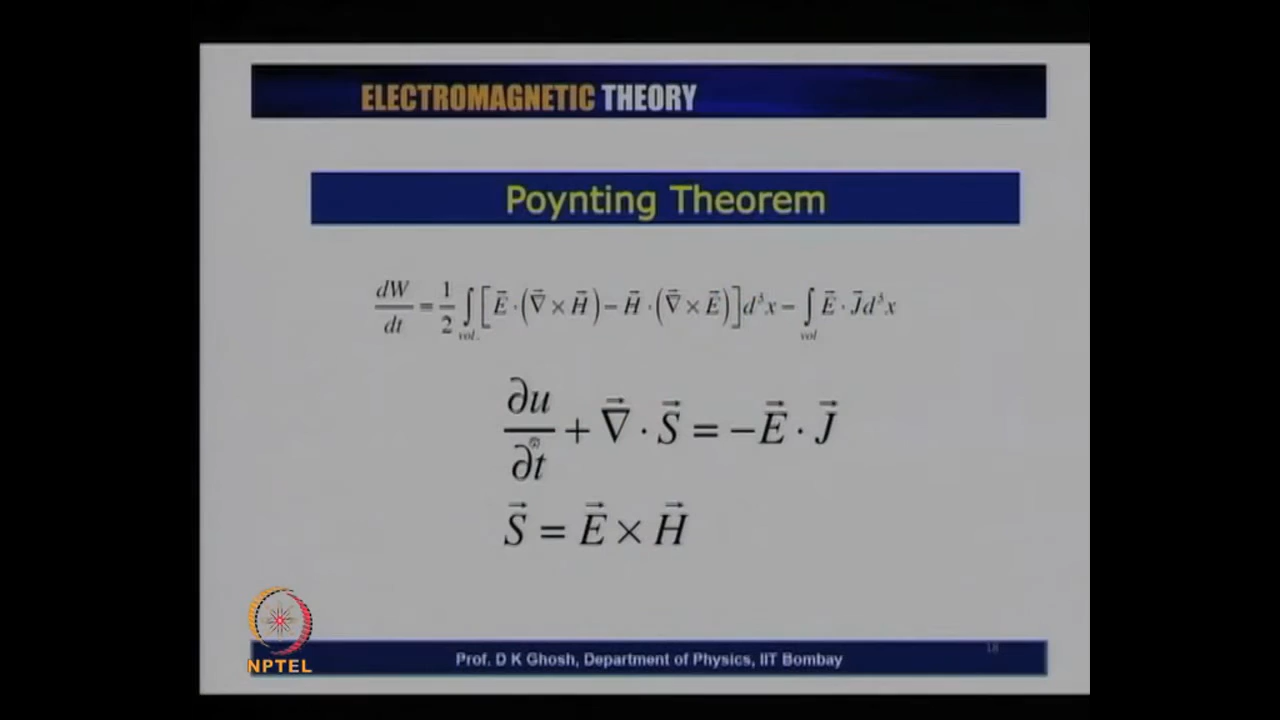 ELECTROMAGNETIC THEORY
Poynting Theorem
dW/dt = 1/2 ∫vol. [E⃗ · (∇⃗ × H⃗) − H⃗ · (∇⃗ × E⃗)] d³x − ∫vol E⃗ · J⃗ d³x
∂u/∂t + ∇⃗ · S⃗ = −E⃗ · J⃗
S⃗ = E⃗ × H⃗
NPTEL
Prof. D K Ghosh, Department of Physics, IIT Bombay
18